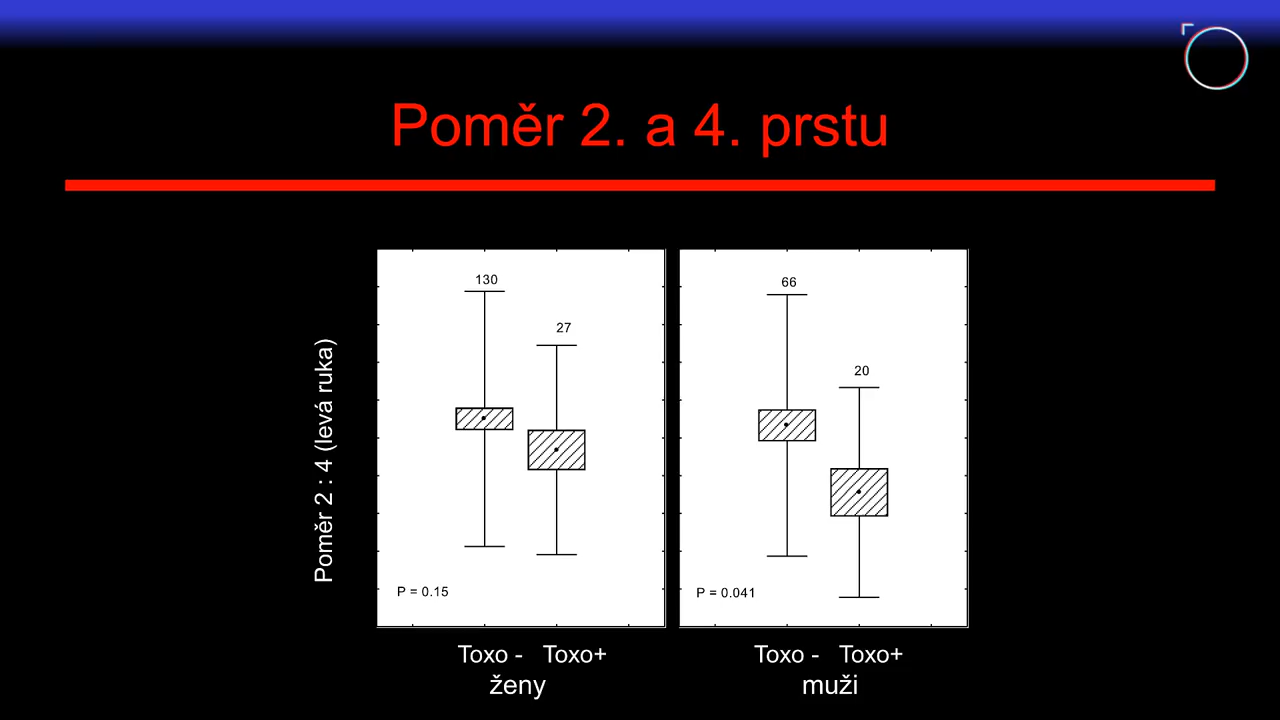 Poměr 2. a 4. prstu
Poměr 2 : 4 (levá ruka)
130
27
P = 0.15
66
20
P = 0.041
Toxo - Toxo+
ženy
Toxo - Toxo+
muži